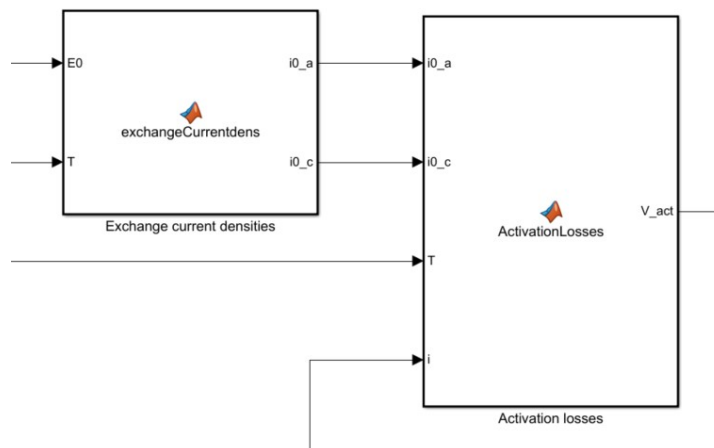 E0
i0_a
exchangeCurrentdens
T
i0_c
Exchange current densities
i0_a
i0_c
ActivationLosses
V_act
T
i
Activation losses